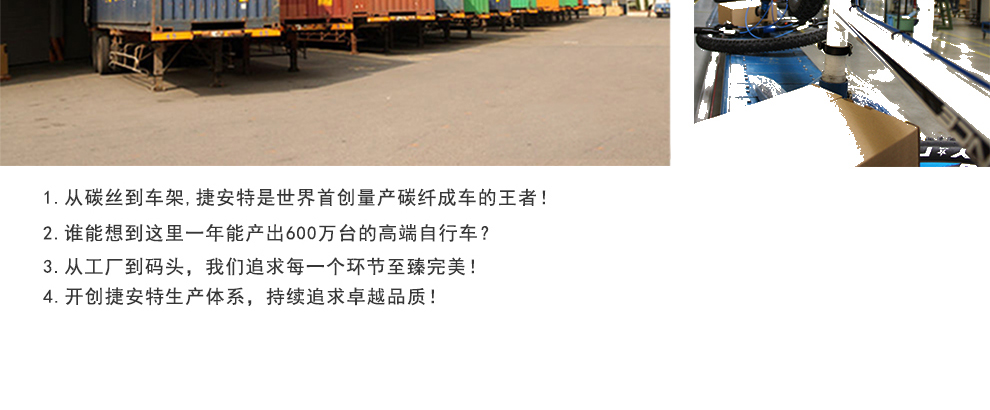 1.从碳丝到车架,捷安特是世界首创量产碳纤成车的王者！
2.谁能想到这里一年能产出600万台的高端自行车？
3.从工厂到码头，我们追求每一个环节至臻完美！
4.开创捷安特生产体系，持续追求卓越品质！